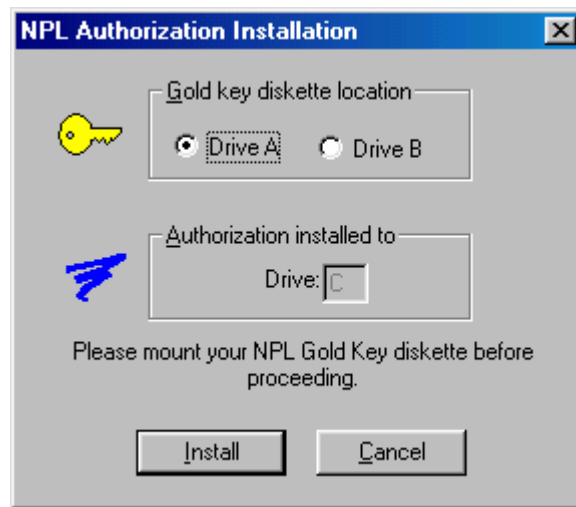 NPL Authorization Installation
Gold key diskette location
Drive A Drive B
Authorization installed to
Drive: C
Please mount your NPL Gold Key diskette before
proceeding.
Install Cancel